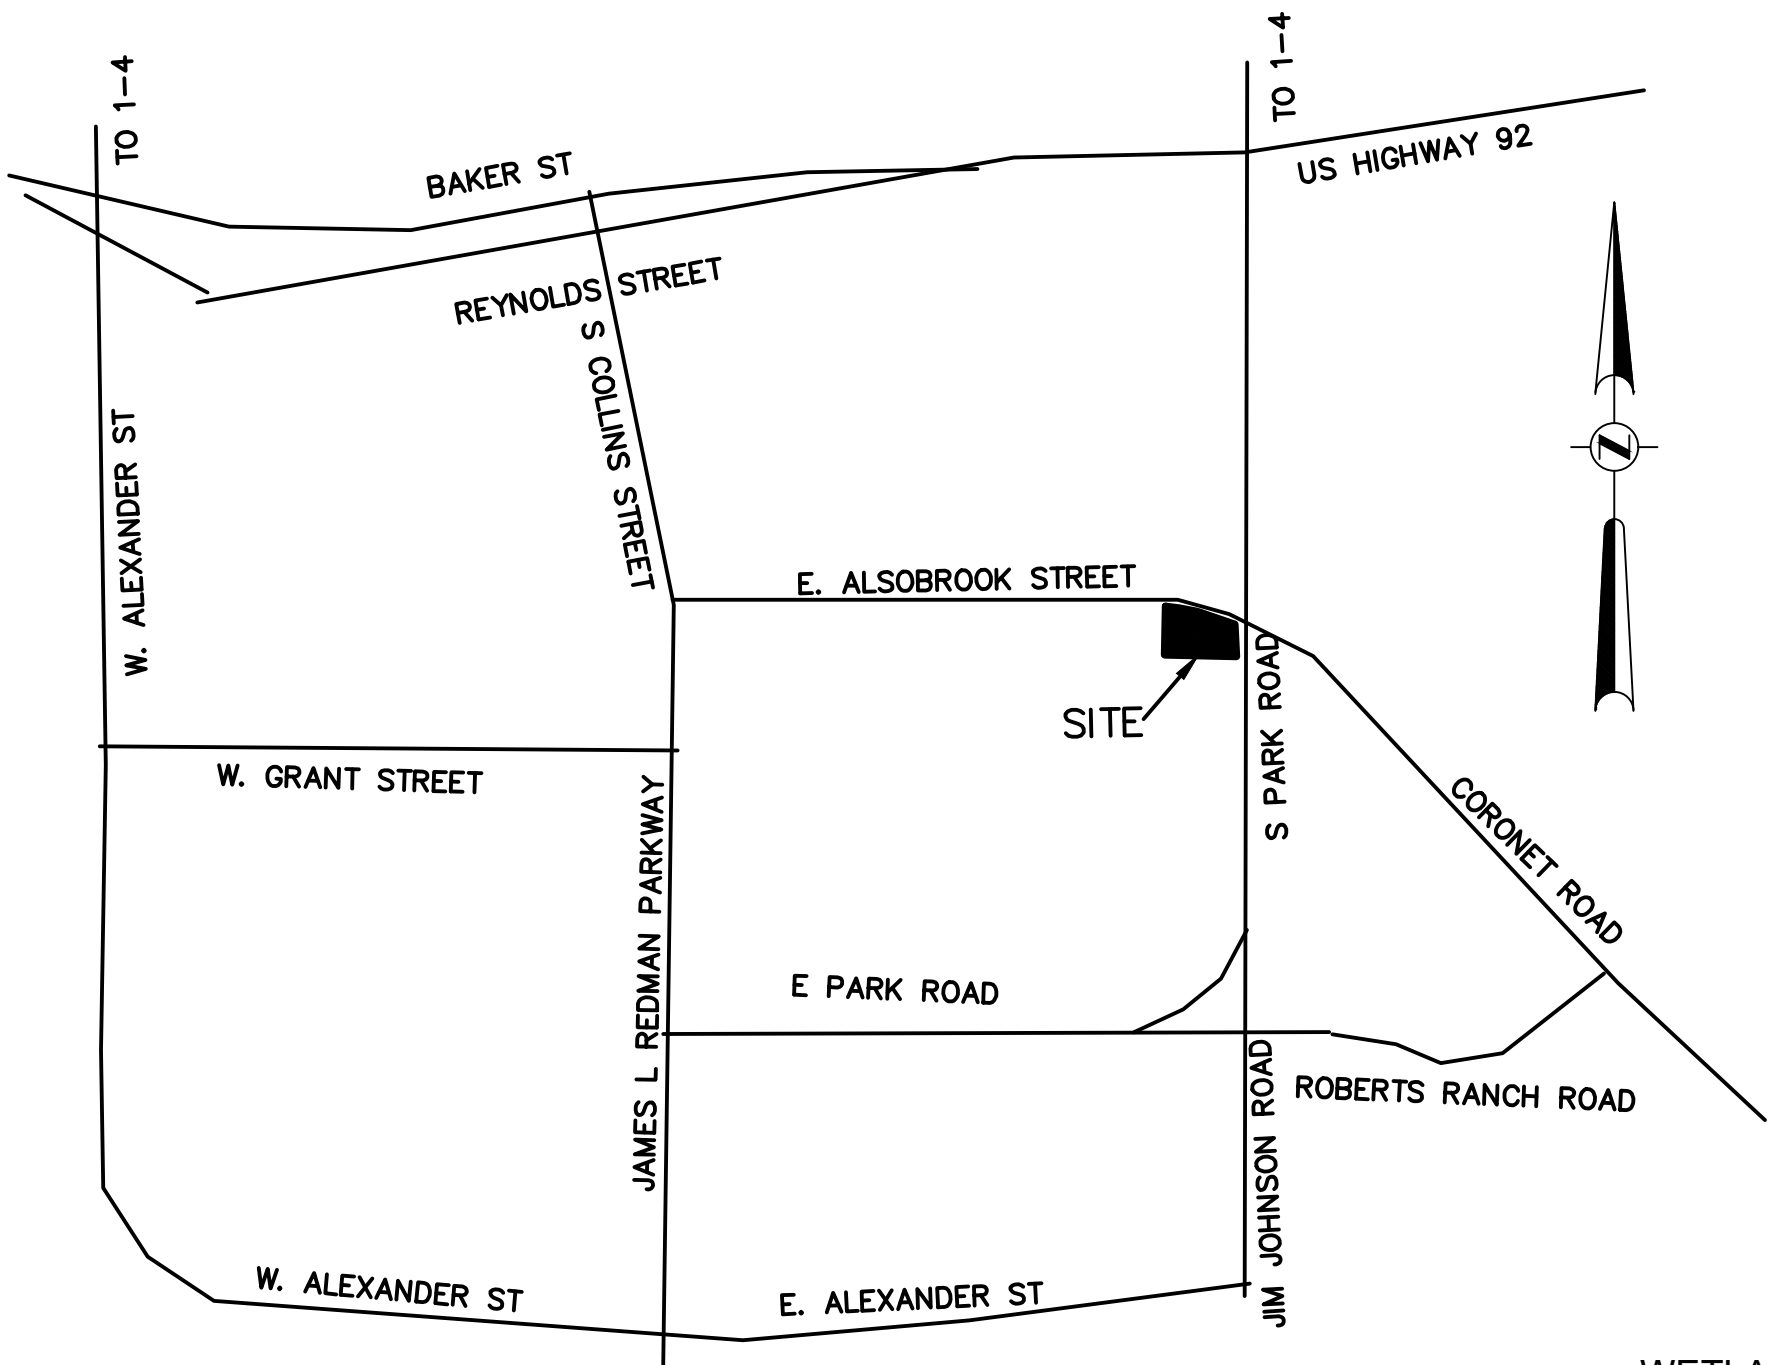 TO 1-4
TO 1-4
BAKER ST
US HIGHWAY 92
REYNOLDS STREET
S COLLINS STREET
W. ALEXANDER ST
E. ALSOBROOK STREET
N
SITE
S PARK ROAD
W. GRANT STREET
JAMES L REDMAN PARKWAY
CORONET ROAD
E PARK ROAD
JIM JOHNSON ROAD
ROBERTS RANCH ROAD
W. ALEXANDER ST
E. ALEXANDER ST